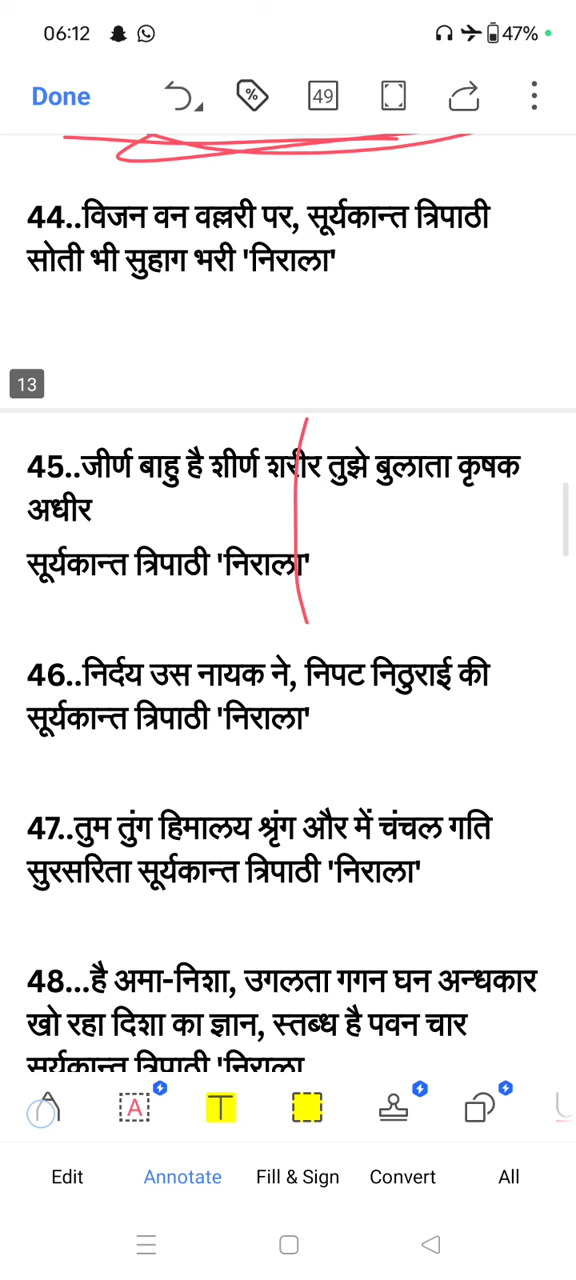 06:12
47%
Done
%
49
44..विजन वन वल्लरी पर, सूर्यकान्त त्रिपाठी
सोती भी सुहाग भरी 'निराला'
13
45..जीर्ण बाहु है शीर्ण शरीर तुझे बुलाता कृषक
अधीर
सूर्यकान्त त्रिपाठी 'निराला'
46..निर्दय उस नायक ने, निपट निठुराई की
सूर्यकान्त त्रिपाठी 'निराला'
47..तुम तुंग हिमालय श्रृंग और में चंचल गति
सुरसरिता सूर्यकान्त त्रिपाठी 'निराला'
48...है अमा-निशा, उगलता गगन घन अन्धकार
खो रहा दिशा का ज्ञान, स्तब्ध है पवन चार
सूर्यकान्त त्रिपाठी 'निराला
A
T
Edit
Annotate
Fill & Sign
Convert
All